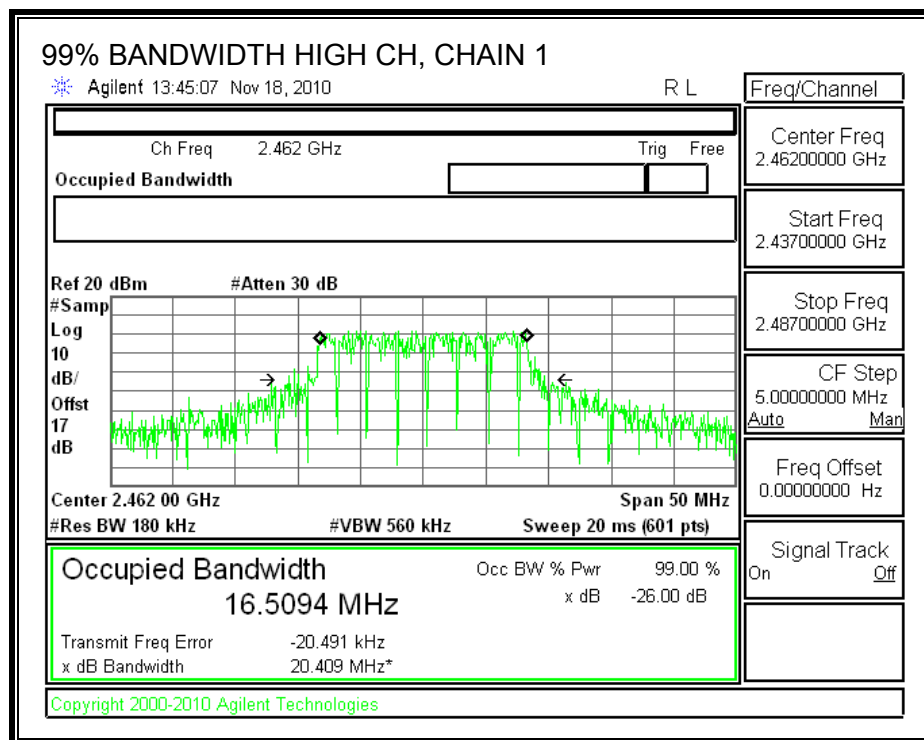 99% BANDWIDTH HIGH CH, CHAIN 1
Agilent 13:45:07 Nov 18, 2010 R L
Freq/Channel
Ch Freq 2.462 GHz Trig Free
Occupied Bandwidth
Center Freq
2.46200000 GHz
Start Freq
2.43700000 GHz
Stop Freq
2.48700000 GHz
CF Step
5.00000000 MHz
Auto Man
Freq Offset
0.00000000 Hz
Signal Track
On Off
Ref 20 dBm #Atten 30 dB
#Samp
Log
10
dB/
Offst
17
dB
Center 2.462 00 GHz Span 50 MHz
#Res BW 180 kHz #VBW 560 kHz Sweep 20 ms (601 pts)
Occupied Bandwidth
16.5094 MHz
Occ BW % Pwr 99.00 %
x dB -26.00 dB
Transmit Freq Error -20.491 kHz
x dB Bandwidth 20.409 MHz*
Copyright 2000-2010 Agilent Technologies